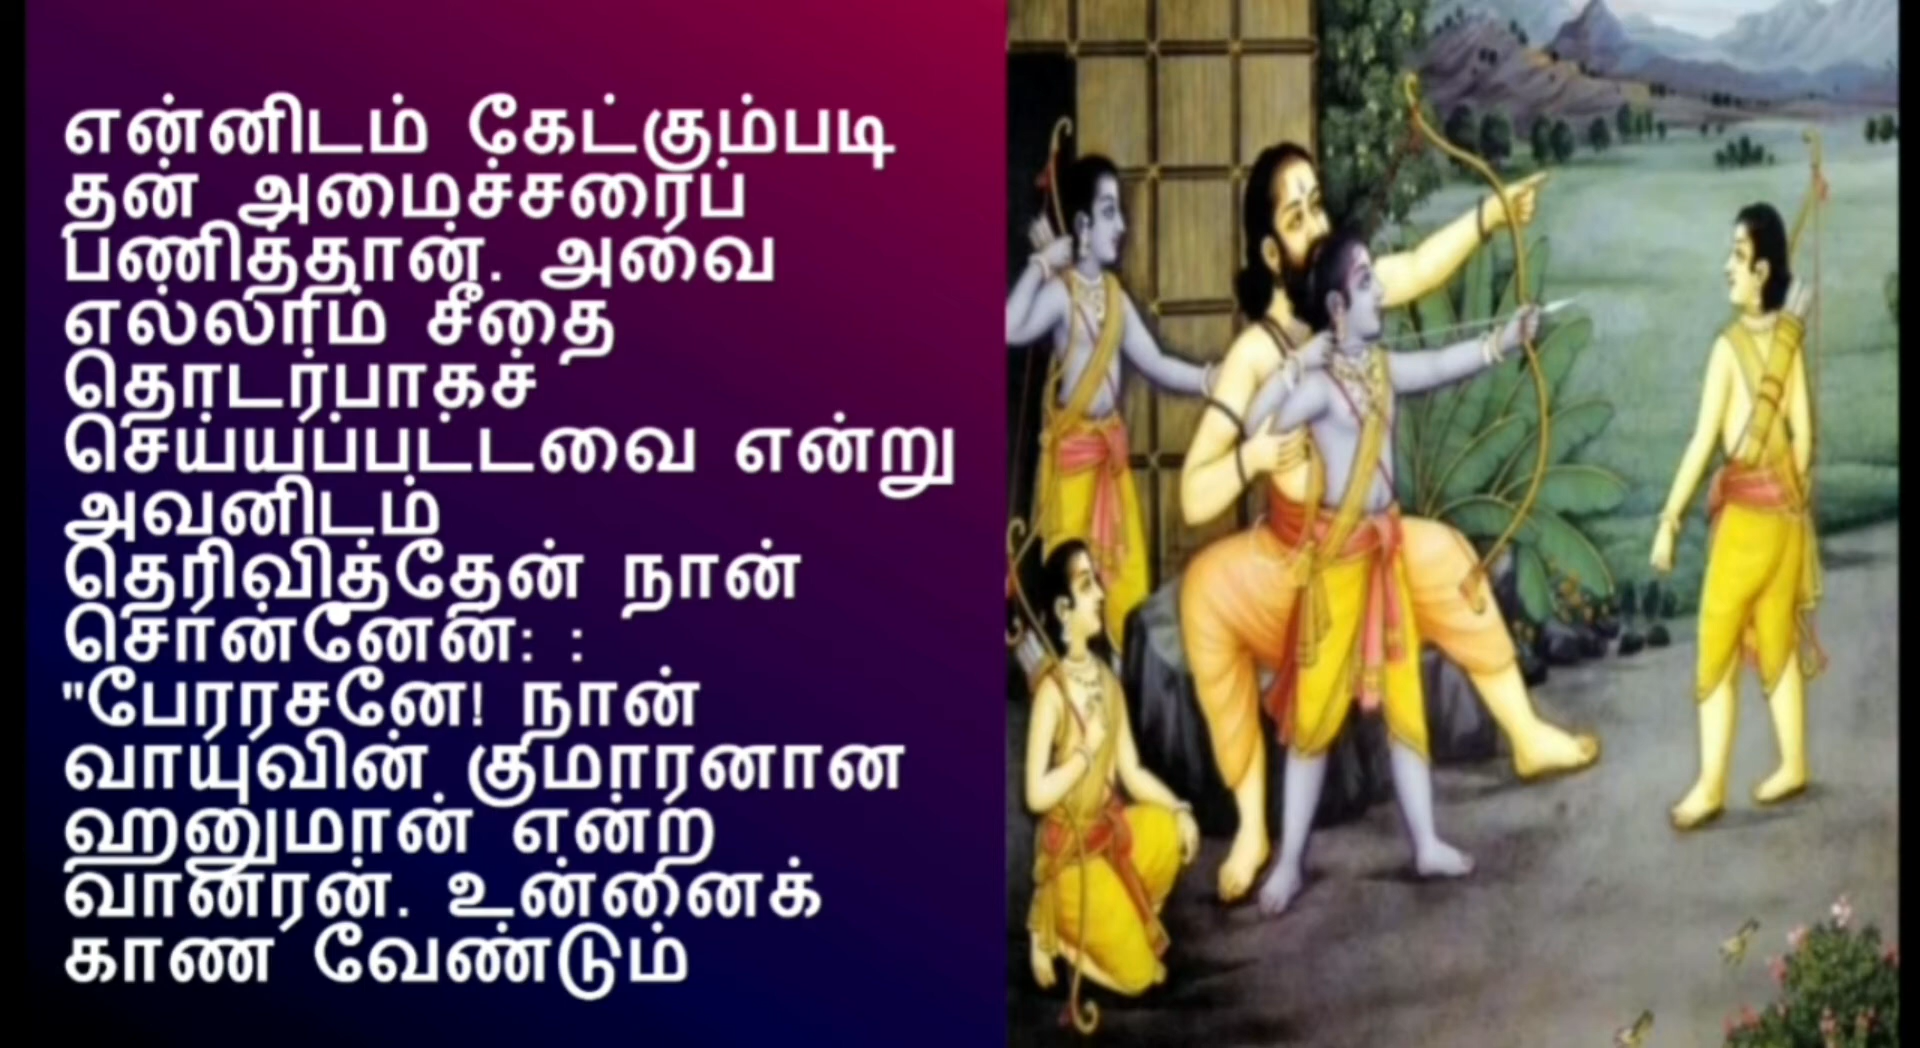 என்னிடம் கேட்கும்படி
தன் அமைச்சரைப்
பணித்தான். அவை
எல்லாம் சீதை
தொடர்பாகச்
செய்யப்பட்டவை என்று
அவனிடம்
தெரிவித்தேன் நான்
சொன்னேன்: :
"பேரரசனே! நான்
வாயுவின் குமாரனான
ஹனுமான் என்ற
வானரன். உன்னைக்
காண வேண்டும்